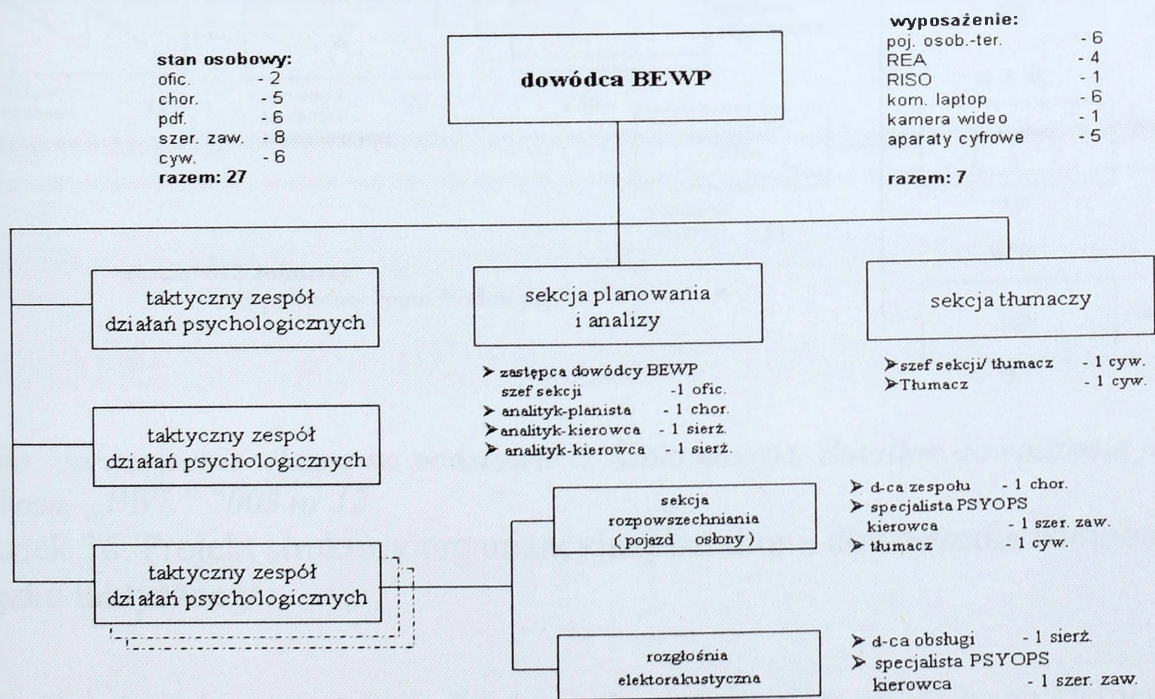 stan osobowy:
ofic. - 2
chor. - 5
pdf. - 6
szer. zaw. - 8
cyw. - 6
razem: 27
dowódca BEWP
wyposażenie:
poj. osob.-ter. - 6
REA - 4
RISO - 1
kom. laptop - 6
kamera wideo - 1
aparaty cyfrowe - 5
razem: 7
taktyczny zespół
działań psychologicznych
sekcja planowania
i analizy
➤ zastępca dowódcy BEWP
szef sekcji -1 ofic.
➤ analityk-planista - 1 chor.
➤ analityk-kierowca - 1 sierż.
➤ analityk-kierowca - 1 sierż.
sekcja tłumaczy
➤szef sekcji/ tłumacz - 1 cyw.
➤Tłumacz - 1 cyw.
taktyczny zespół
działań psychologicznych
taktyczny zespół
działań psychologicznych
sekcja
rozpowszechniania
( pojazd osłony )
➤ d-ca zespołu - 1 chor.
➤ specjalista PSYOPS
kierowca - 1 szer. zaw.
➤ tłumacz - 1 cyw.
rozgłośnia
elektorakustyczna
➤ d-ca obsługi - 1 sierż.
➤ specjalista PSYOPS
kierowca - 1 szer. zaw.